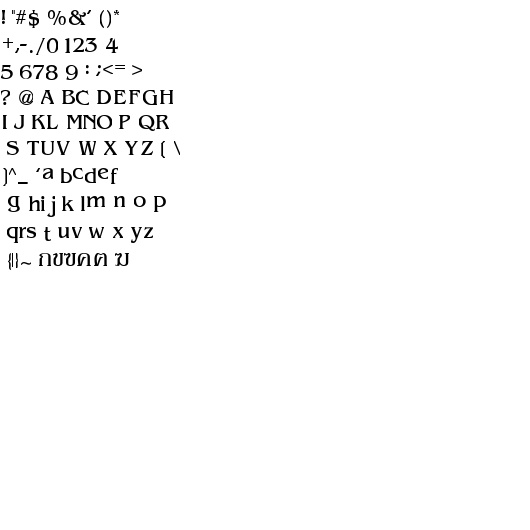 ! "#$ %&' ()*
+,-./0 123 4
5 678 9 : ;<= >
? @ A BC DEFGH
I J KL MNO P QR
S TUV W X YZ [ \
]^_ 'a bcdef
g hi j k lm n o p
qrs t uv w x yz
{|}~ กขฃคฅ ฆ